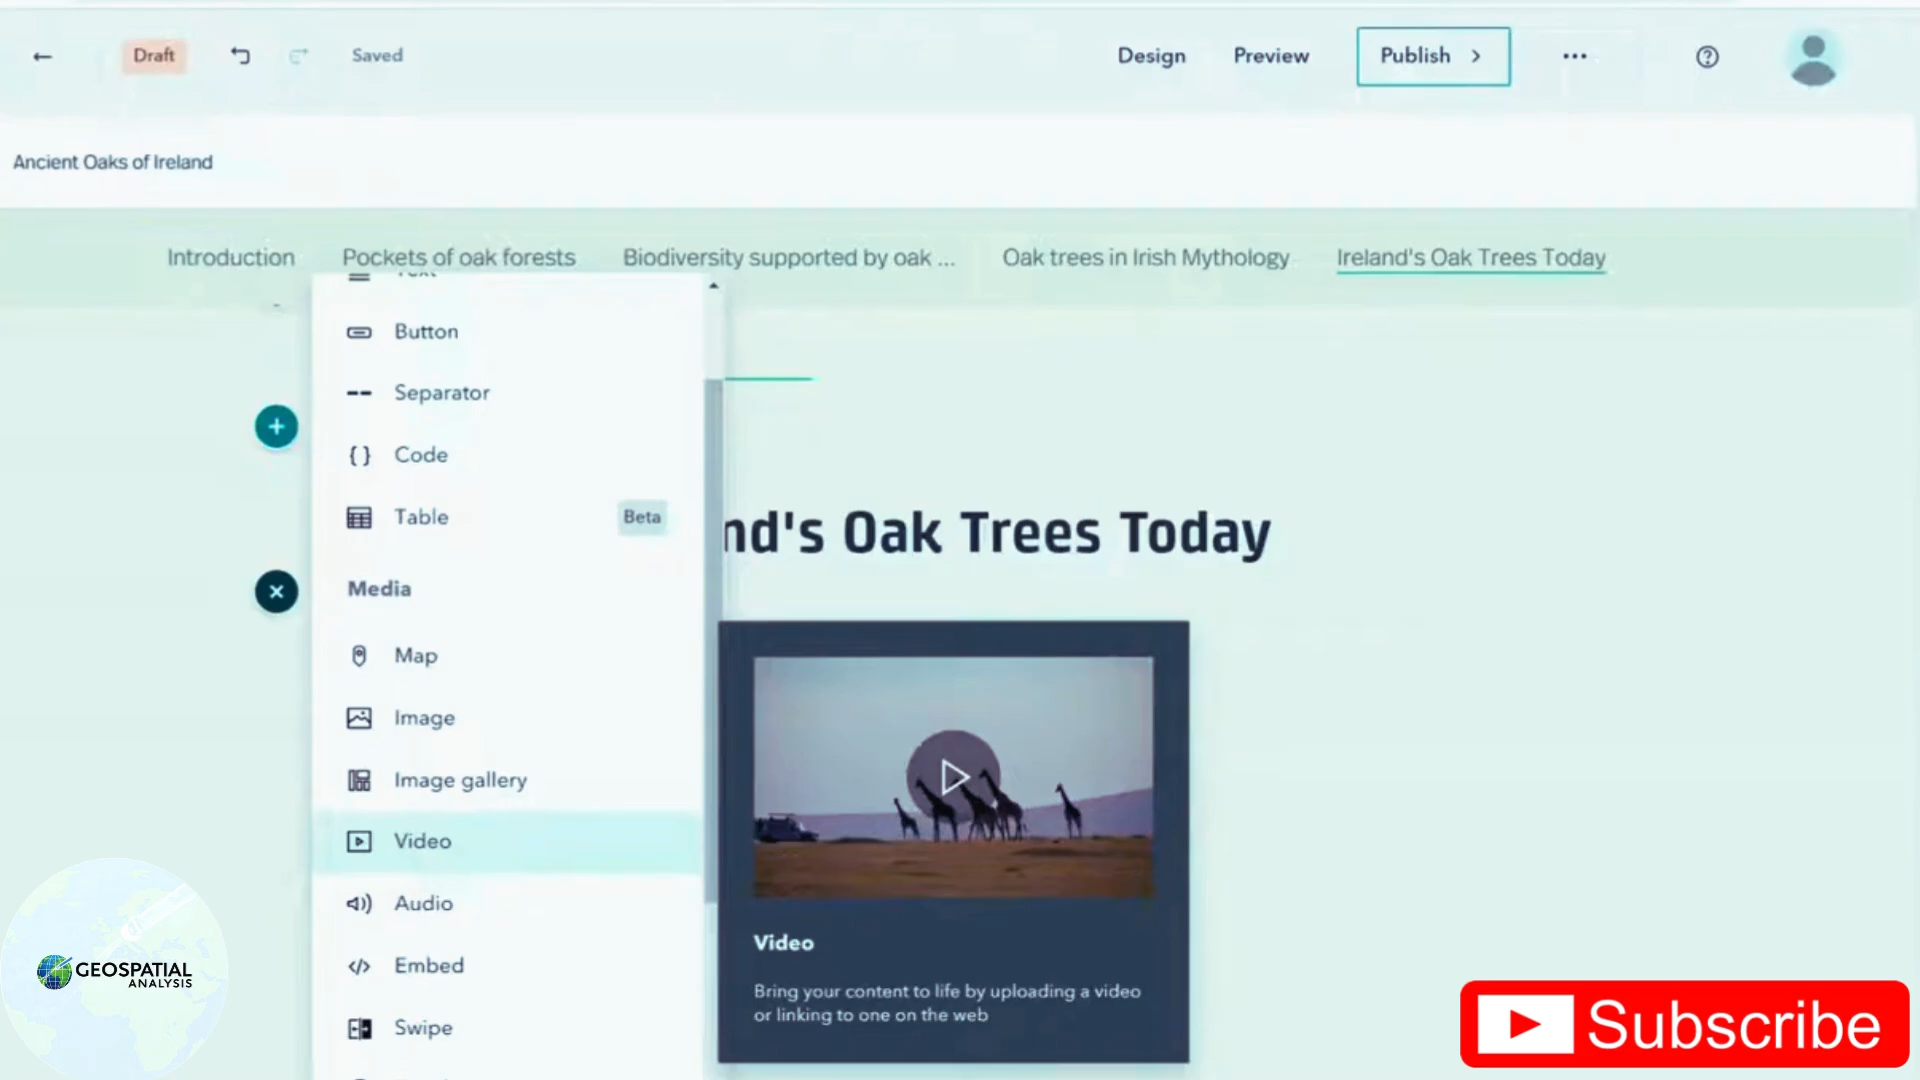 Draft
Saved
Design
Preview
Publish
Ancient Oaks of Ireland
Introduction
Pockets of oak forests
Biodiversity supported by oak ...
Oak trees in Irish Mythology
Ireland's Oak Trees Today
Text
Button
Separator
Code
Table
Beta
nd's Oak Trees Today
Media
Map
Image
Image gallery
Video
Audio
Embed
Swipe
Video
Bring your content to life by uploading a video
or linking to one on the web
GEOSPATIAL
ANALYSIS
Subscribe